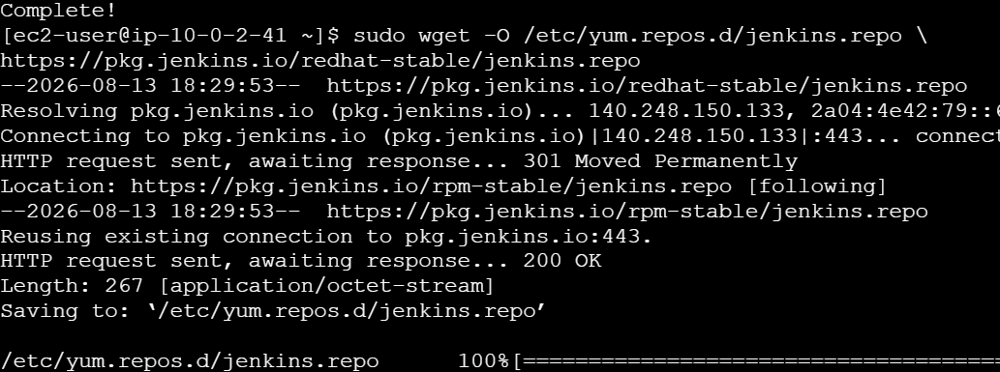 Complete!
[ec2-user@ip-10-0-2-41 ~]$ sudo wget -O /etc/yum.repos.d/jenkins.repo \
https://pkg.jenkins.io/redhat-stable/jenkins.repo
--2026-08-13 18:29:53--  https://pkg.jenkins.io/redhat-stable/jenkins.repo
Resolving pkg.jenkins.io (pkg.jenkins.io)... 140.248.150.133, 2a04:4e42:79::6
Connecting to pkg.jenkins.io (pkg.jenkins.io)|140.248.150.133|:443... connect
HTTP request sent, awaiting response... 301 Moved Permanently
Location: https://pkg.jenkins.io/rpm-stable/jenkins.repo [following]
--2026-08-13 18:29:53--  https://pkg.jenkins.io/rpm-stable/jenkins.repo
Reusing existing connection to pkg.jenkins.io:443.
HTTP request sent, awaiting response... 200 OK
Length: 267 [application/octet-stream]
Saving to: ‘/etc/yum.repos.d/jenkins.repo’
/etc/yum.repos.d/jenkins.repo      100%[=====================================